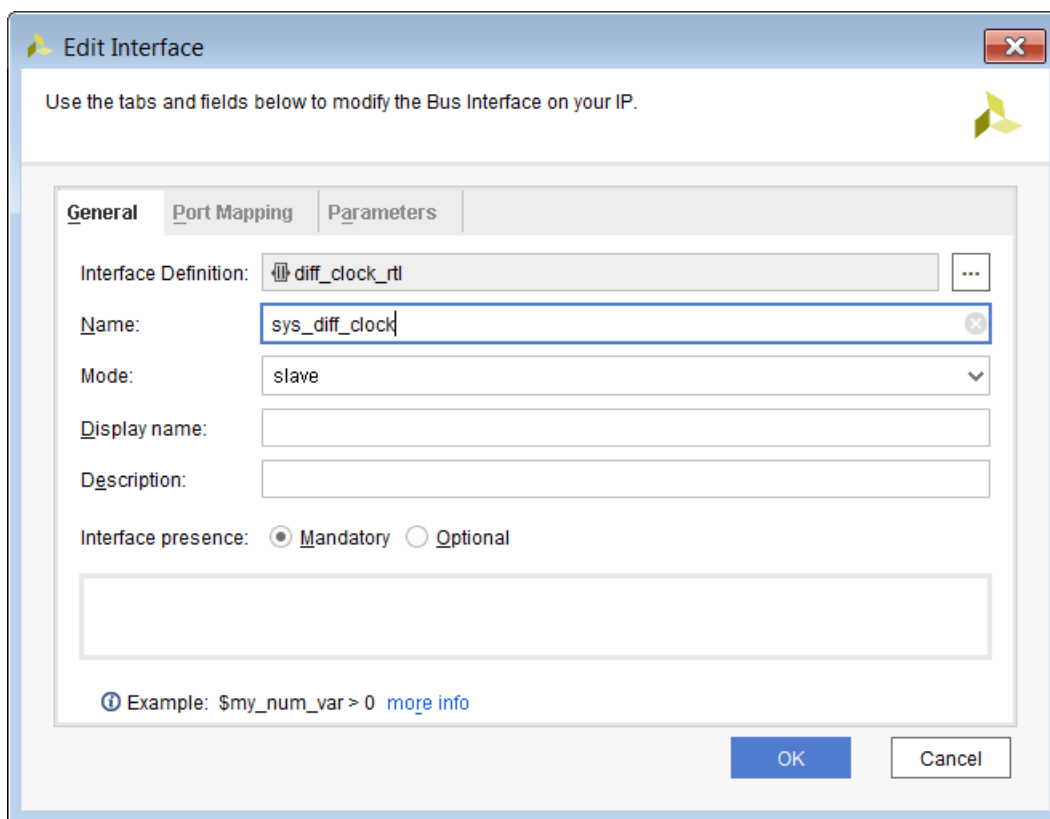 Edit Interface
Use the tabs and fields below to modify the Bus Interface on your IP.
General Port Mapping Parameters
Interface Definition: diff_clock_rtl ...
Name: sys_diff_clock
Mode: slave
Display name:
Description:
Interface presence: Mandatory Optional
Example: $my_num_var > 0 more info
OK Cancel